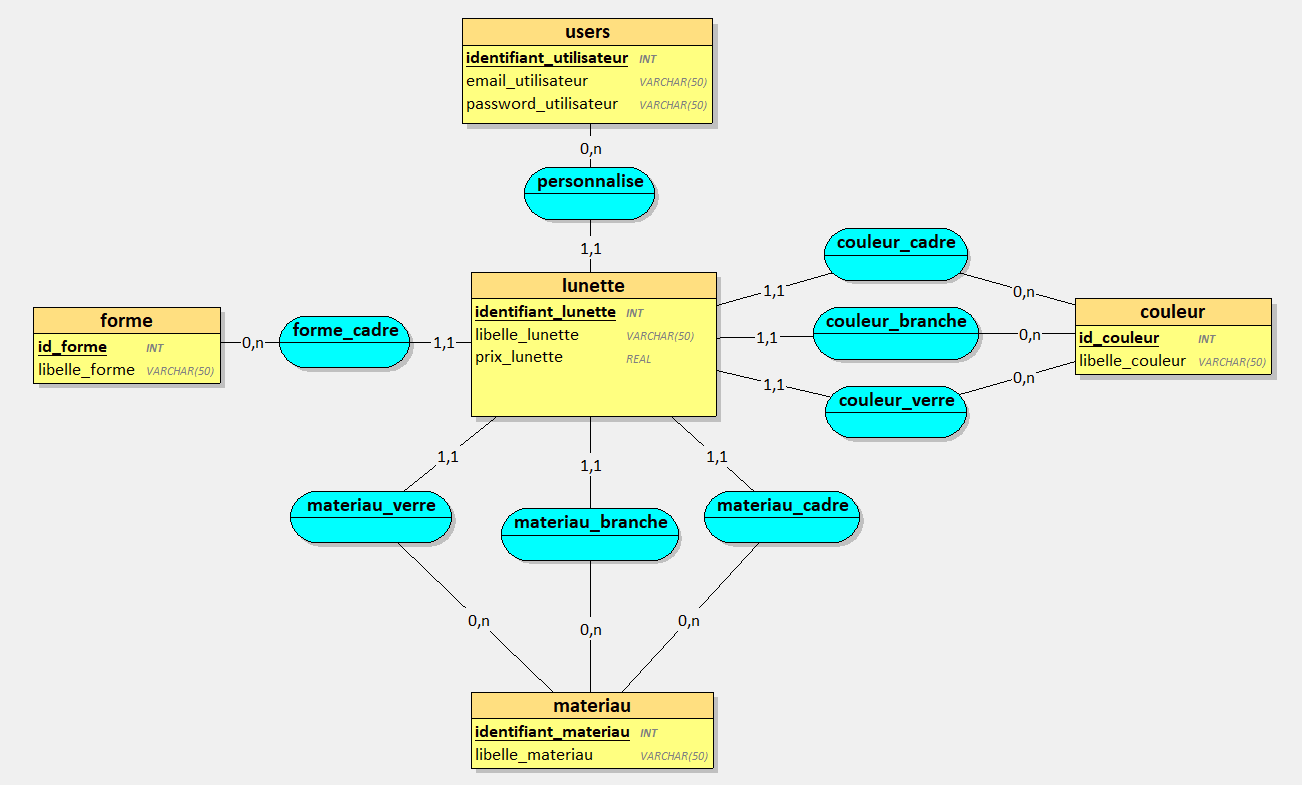 users
identifiant_utilisateur INT
email_utilisateur VARCHAR(50)
password_utilisateur VARCHAR(50)
0,n
personnalise
1,1
couleur_cadre
1,1
0,n
lunette
identifiant_lunette INT
libelle_lunette VARCHAR(50)
prix_lunette REAL
forme
id_forme INT
libelle_forme VARCHAR(50)
0,n
forme_cadre
1,1
1,1
couleur_branche
0,n
couleur
id_couleur INT
libelle_couleur VARCHAR(50)
1,1
couleur_verre
0,n
1,1
1,1
1,1
materiau_verre
materiau_branche
materiau_cadre
0,n
0,n
0,n
materiau
identifiant_materiau INT
libelle_materiau VARCHAR(50)